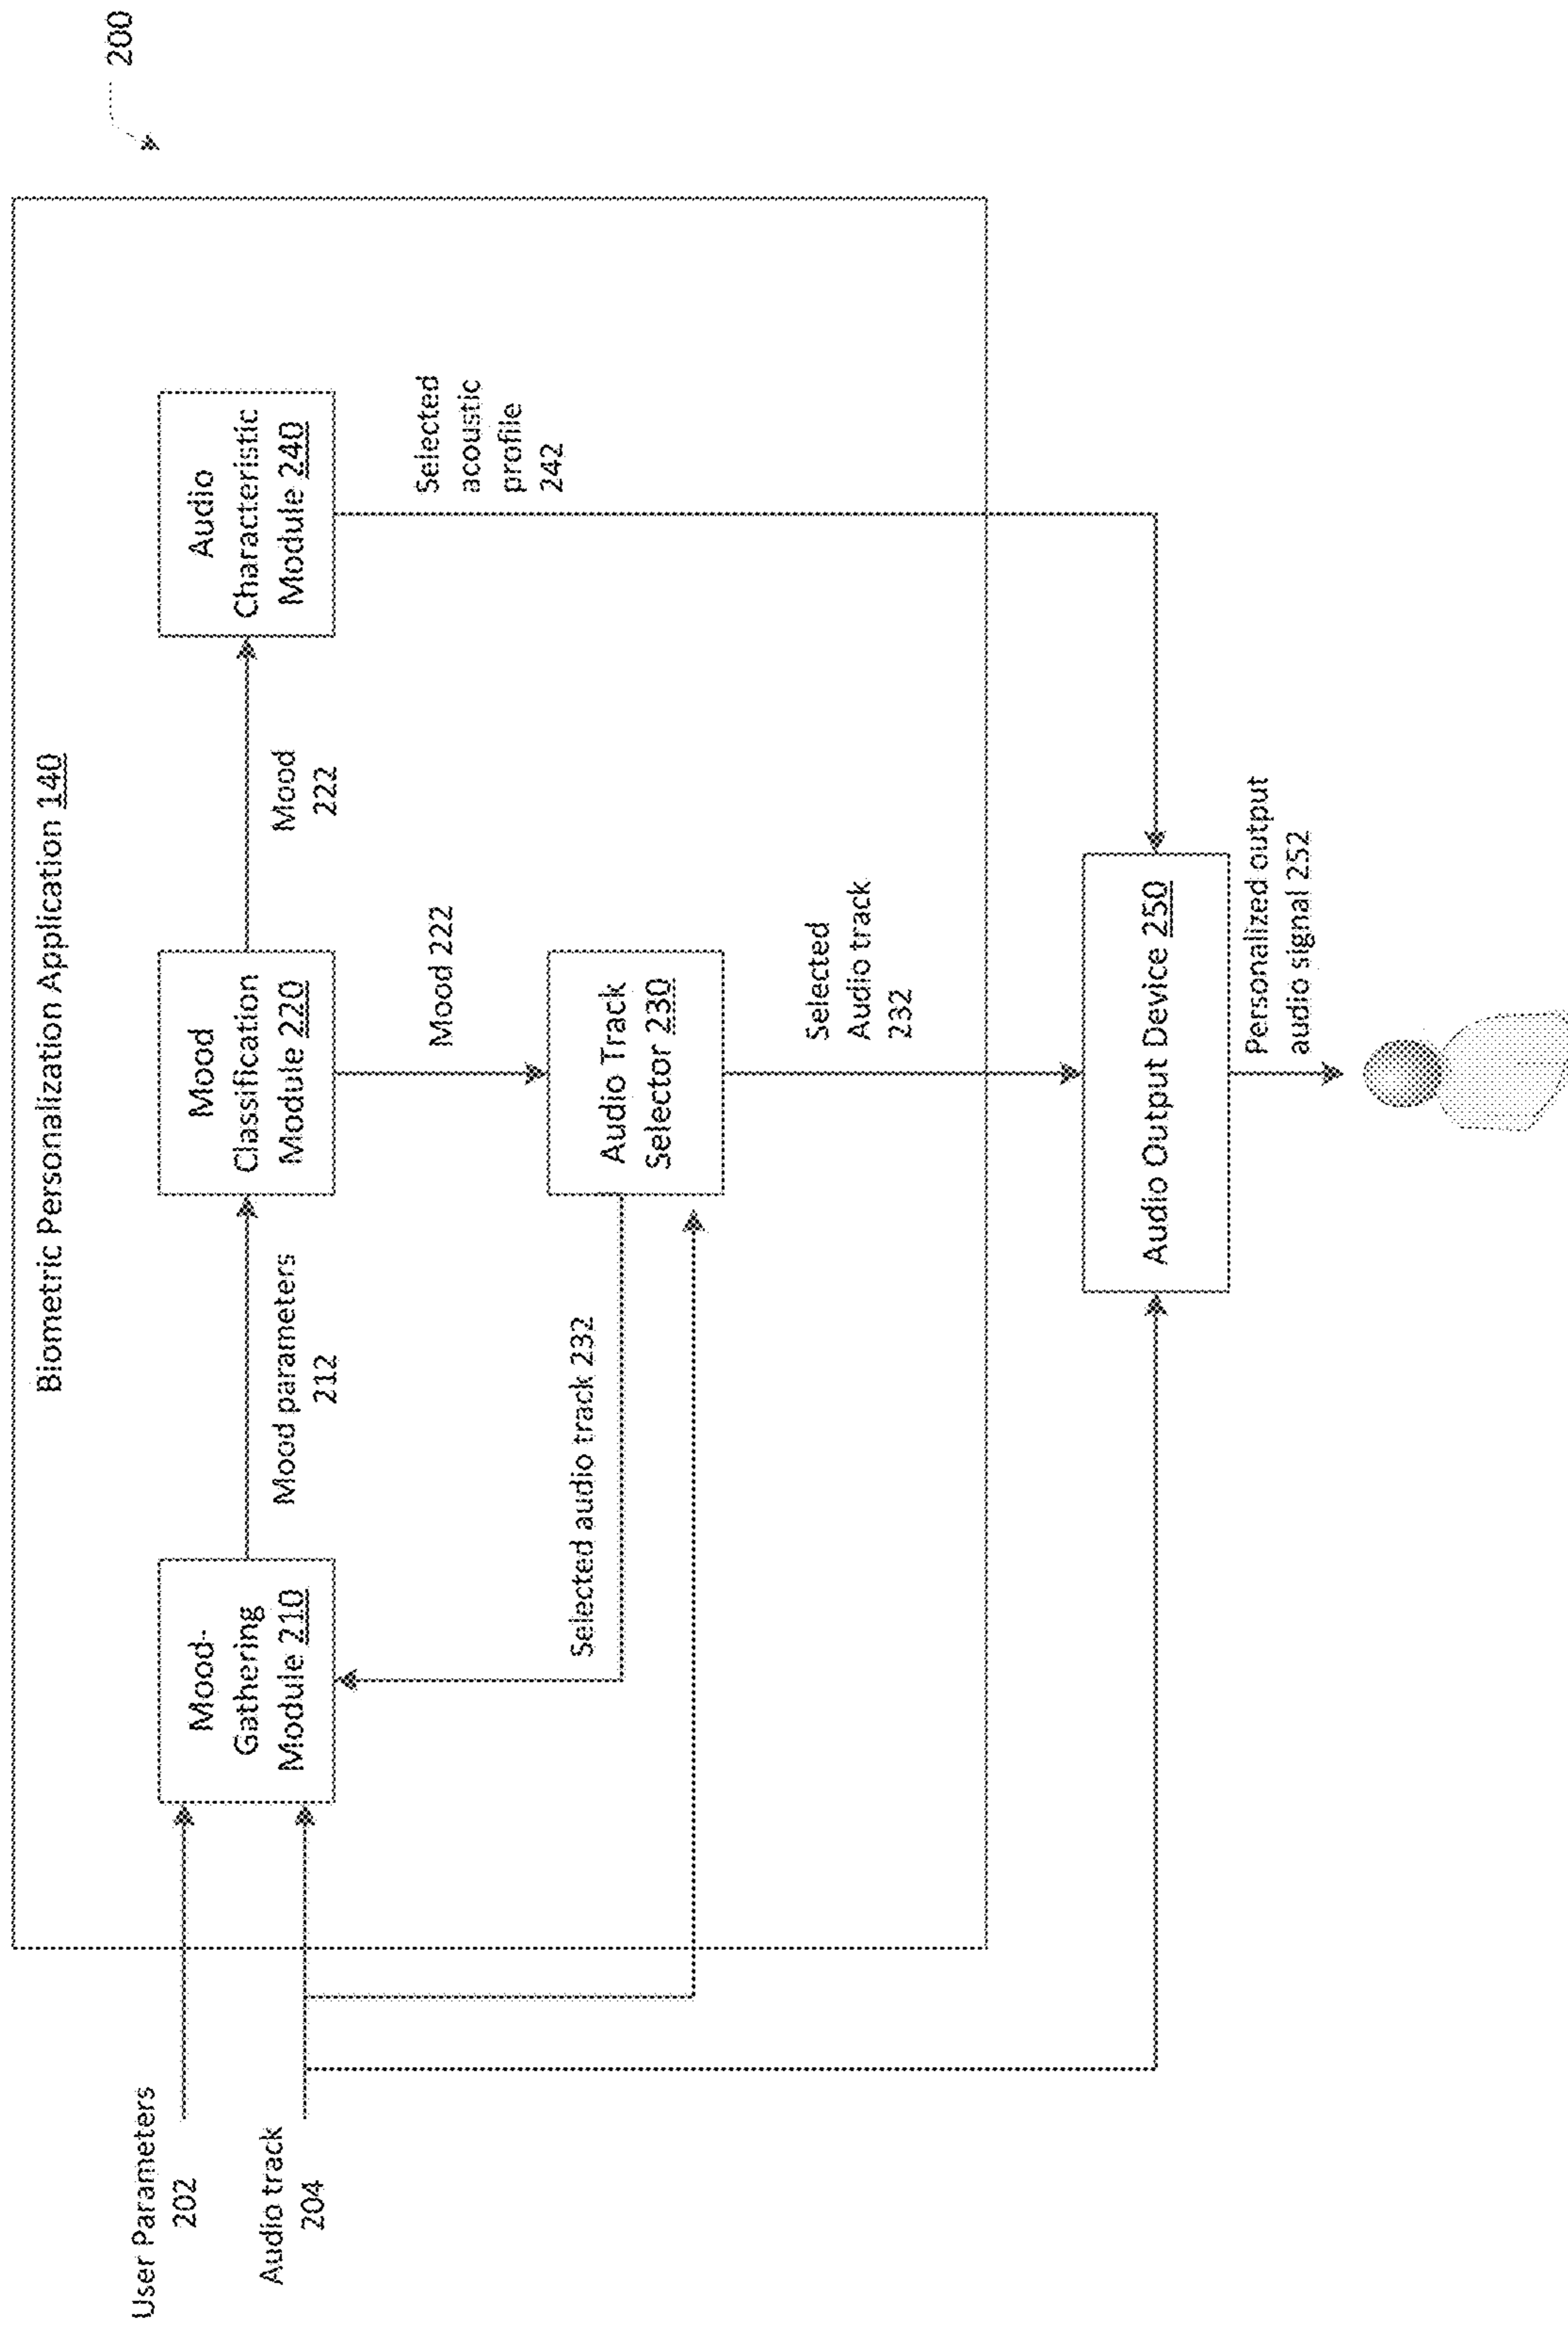 200
Biometric Personalization Application 140
User Parameters
202
Audio track
204
Mood-
Gathering
Module 210
Mood parameters
212
Mood
Classification
Module 220
Mood
222
Audio
Characteristic
Module 240
Mood 222
Selected
acoustic
profile
242
Selected audio track 232
Audio Track
Selector 230
Selected
Audio track
232
Audio Output Device 250
Personalized output
audio signal 252